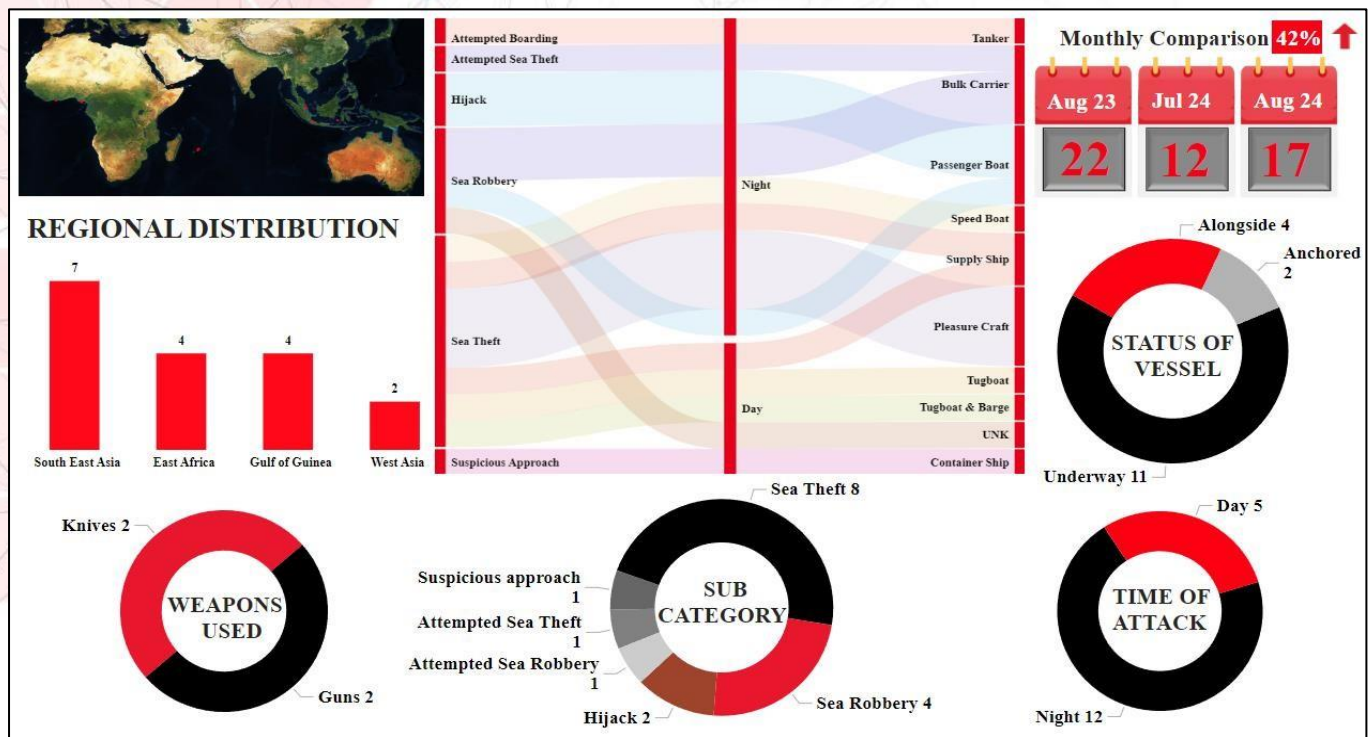 Attempted Boarding
Attempted Sea Theft
Hijack
Sea Robbery
Sea Theft
Suspicious Approach
Night
Day
Tanker
Bulk Carrier
Passenger Boat
Speed Boat
Supply Ship
Pleasure Craft
Tugboat
Tugboat & Barge
UNK
Container Ship
Monthly Comparison 42%
Aug 23
22
Jul 24
12
Aug 24
17
REGIONAL DISTRIBUTION
7
4
4
2
South East Asia
East Africa
Gulf of Guinea
West Asia
Alongside 4
Anchored
2
STATUS OF
VESSEL
Underway 11
Knives 2
WEAPONS
USED
Guns 2
Sea Theft 8
Suspicious approach
1
Attempted Sea Theft
1
Attempted Sea Robbery
1
Hijack 2
SUB
CATEGORY
Sea Robbery 4
Day 5
TIME OF
ATTACK
Night 12